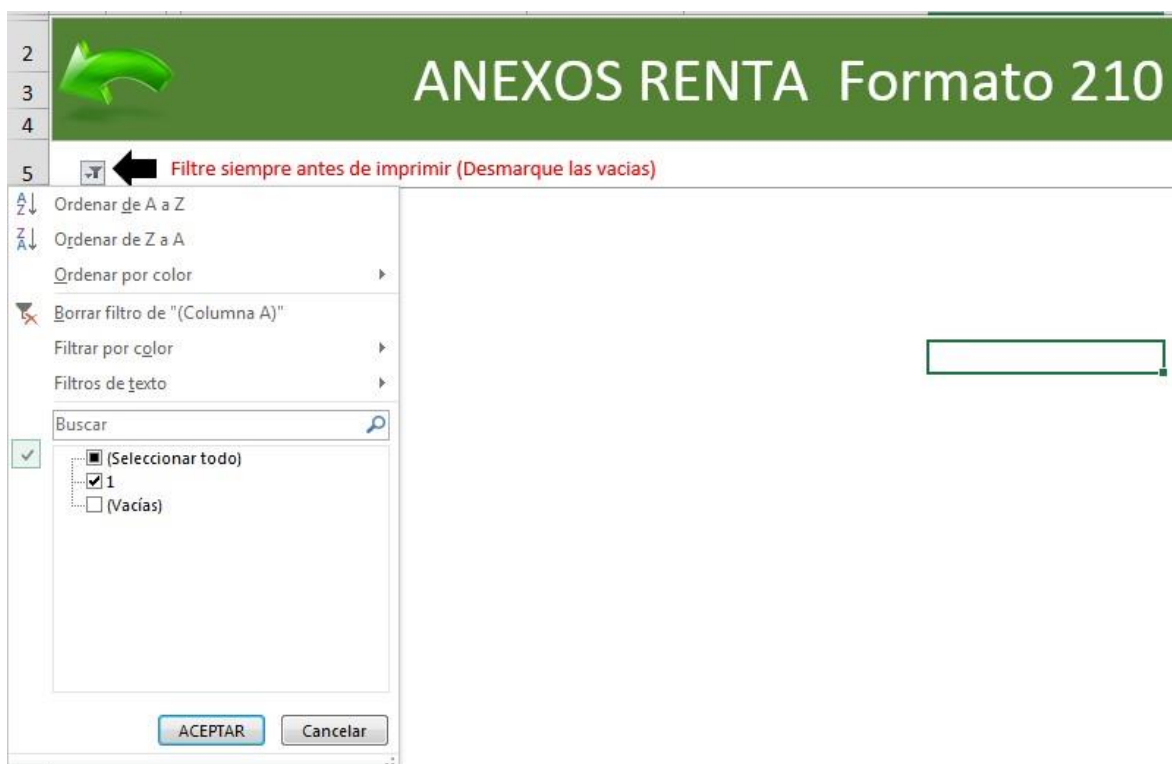 2
3
4
ANEXOS RENTA Formato 210
5
Filtre siempre antes de imprimir (Desmarque las vacias)
Ordenar de A a Z
Ordenar de Z a A
Ordenar por color
Borrar filtro de "(Columna A)"
Filtrar por color
Filtros de texto
Buscar
(Seleccionar todo)
1
(Vacías)
ACEPTAR Cancelar